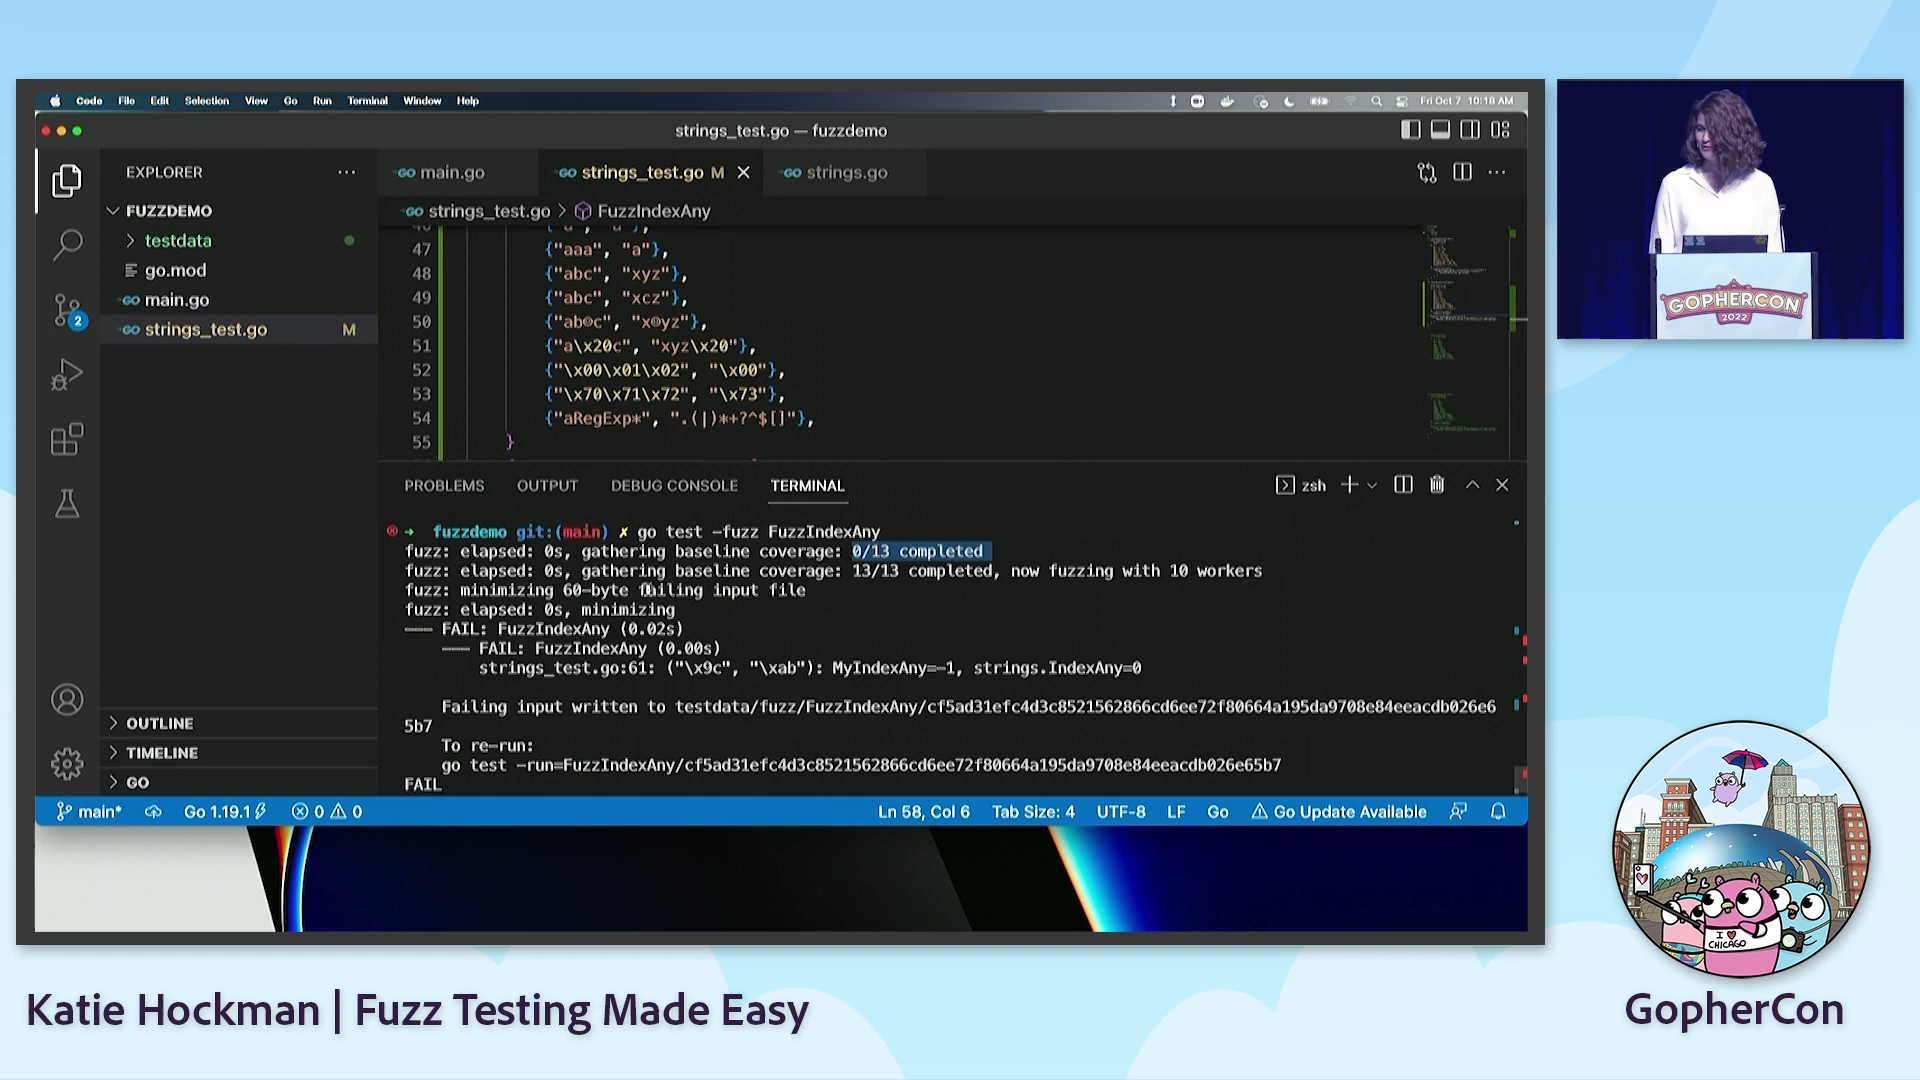 Code File Edit Selection View Go Run Terminal Window Help
Fri Oct 7 10:18 AM
strings_test.go — fuzzdemo
EXPLORER
main.go
strings_test.go M
strings.go
FUZZDEMO
strings_test.go > FuzzIndexAny
testdata
go.mod
main.go
strings_test.go M
47 {"aaa", "a"},
48 {"abc", "xyz"},
49 {"abc", "xcz"},
50 {"ab☺c", "x☺yz"},
51 {"a\x20c", "xyz\x20"},
52 {"\x00\x01\x02", "\x00"},
53 {"\x70\x71\x72", "\x73"},
54 {"aRegExp*", ".(|)*+?^$[]"},
55 }
2
PROBLEMS OUTPUT DEBUG CONSOLE TERMINAL
zsh
fuzzdemo git:(main) ✗ go test -fuzz FuzzIndexAny
fuzz: elapsed: 0s, gathering baseline coverage: 0/13 completed
fuzz: elapsed: 0s, gathering baseline coverage: 13/13 completed, now fuzzing with 10 workers
fuzz: minimizing 60-byte failing input file
fuzz: elapsed: 0s, minimizing
--- FAIL: FuzzIndexAny (0.02s)
--- FAIL: FuzzIndexAny (0.00s)
strings_test.go:61: ("\x9c", "\xab"): MyIndexAny=-1, strings.IndexAny=0
Failing input written to testdata/fuzz/FuzzIndexAny/cf5ad31efc4d3c8521562866cd6ee72f80664a195da9708e84eeacdb026e6
5b7
To re-run:
go test -run=FuzzIndexAny/cf5ad31efc4d3c8521562866cd6ee72f80664a195da9708e84eeacdb026e65b7
FAIL
OUTLINE
TIMELINE
GO
main* Go 1.19.1 0 0 Ln 58, Col 6 Tab Size: 4 UTF-8 LF Go Go Update Available
GOPHERCON
2022
I ♥
CHICAGO
Katie Hockman | Fuzz Testing Made Easy
GopherCon